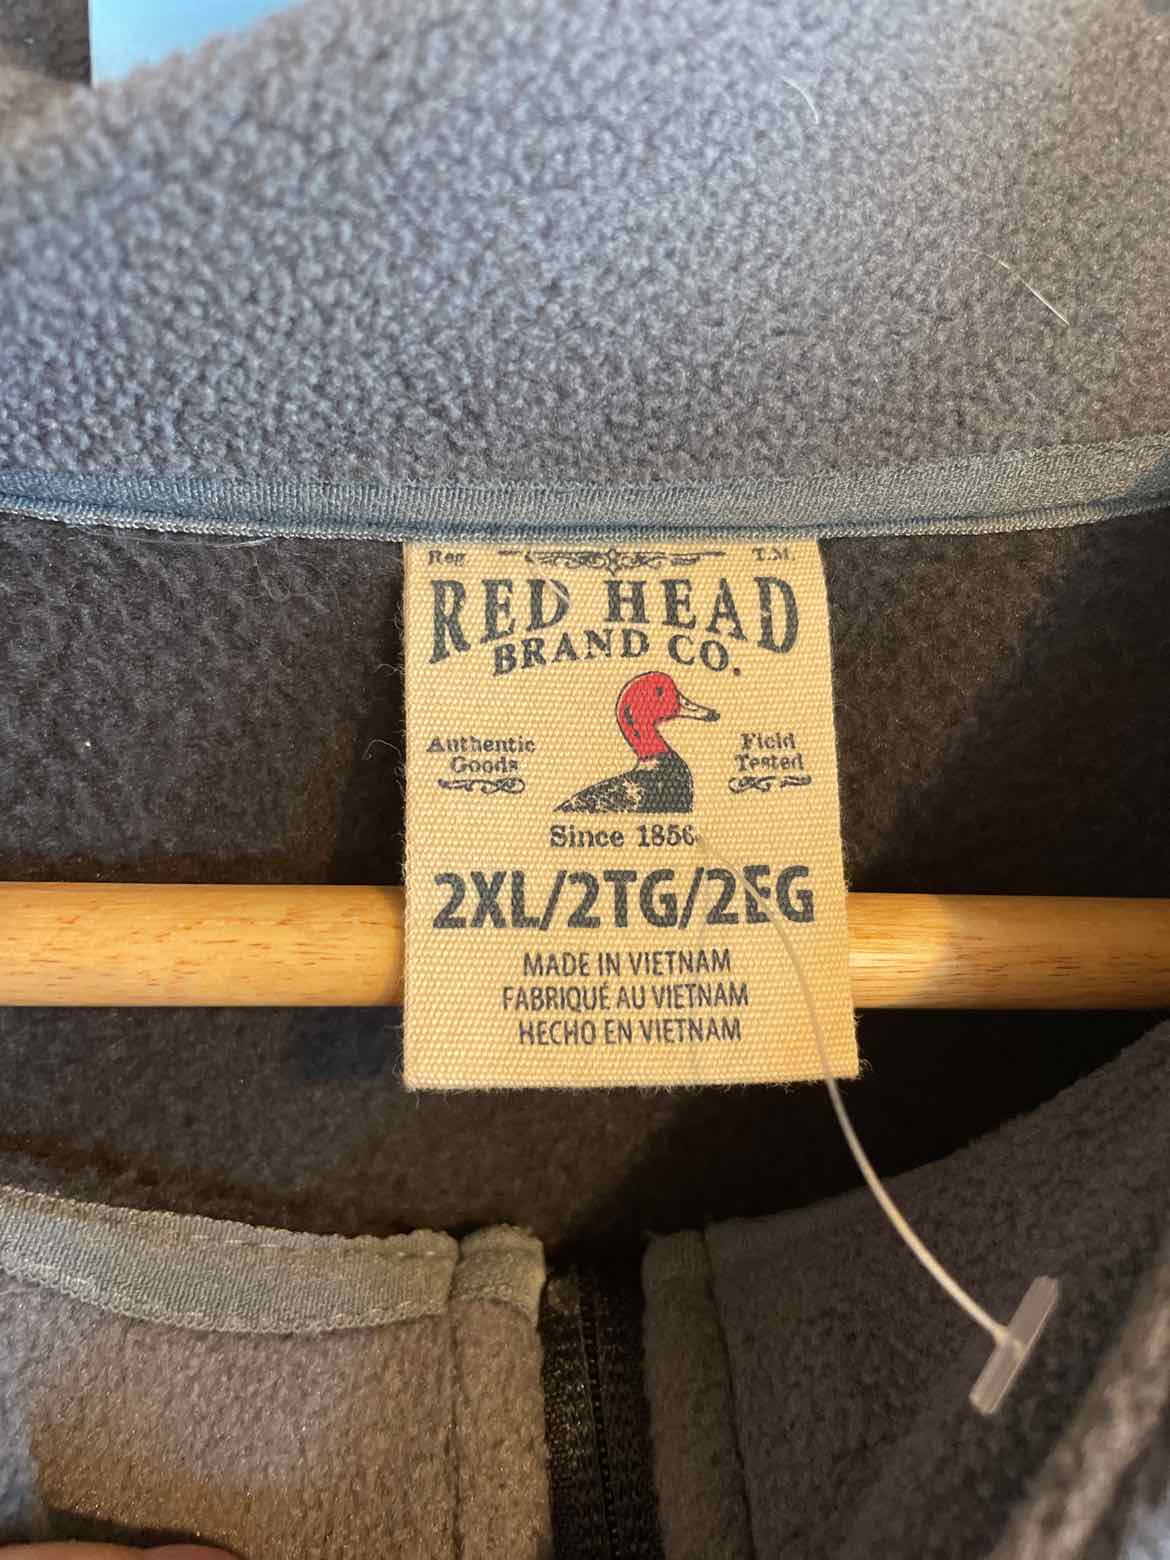 Reg T.M.
RED HEAD
BRAND CO.
Authentic
Goods
Field
Tested
Since 1856
2XL/2TG/2EG
MADE IN VIETNAM
FABRIQUÉ AU VIETNAM
HECHO EN VIETNAM